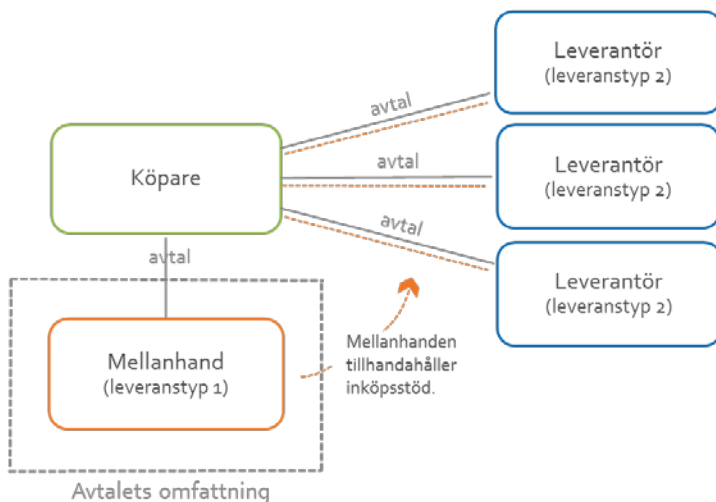 Leverantör
(leveranstyp 2)
avtal
Köpare
avtal
Leverantör
(leveranstyp 2)
avtal
avtal
Leverantör
(leveranstyp 2)
Mellanhand
(leveranstyp 1)
Mellanhanden
tillhandahåller
inköpsstöd.
Avtalets omfattning